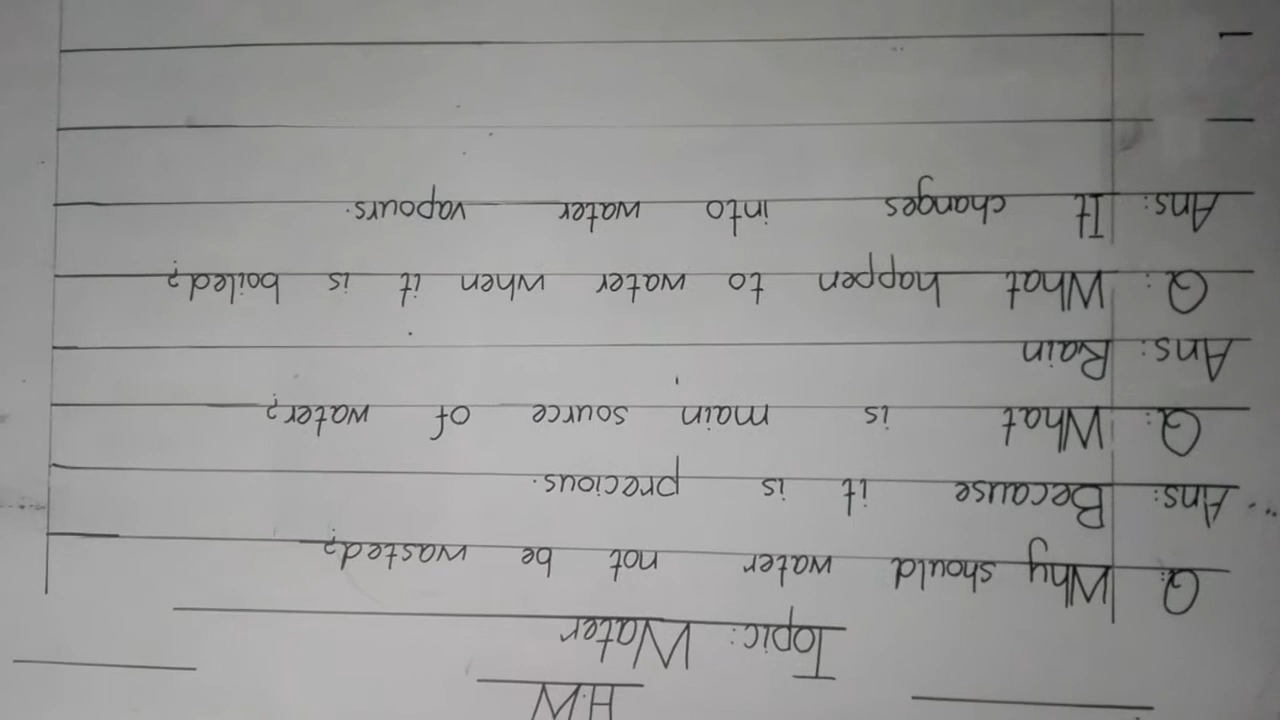 H.W
Topic: Water
Q: Why should water not be wasted?
Ans: Because it is precious.
Q: What is main source of water?
Ans: Rain
Q: What happen to water when it is boiled?
Ans: It changes into water vapours.